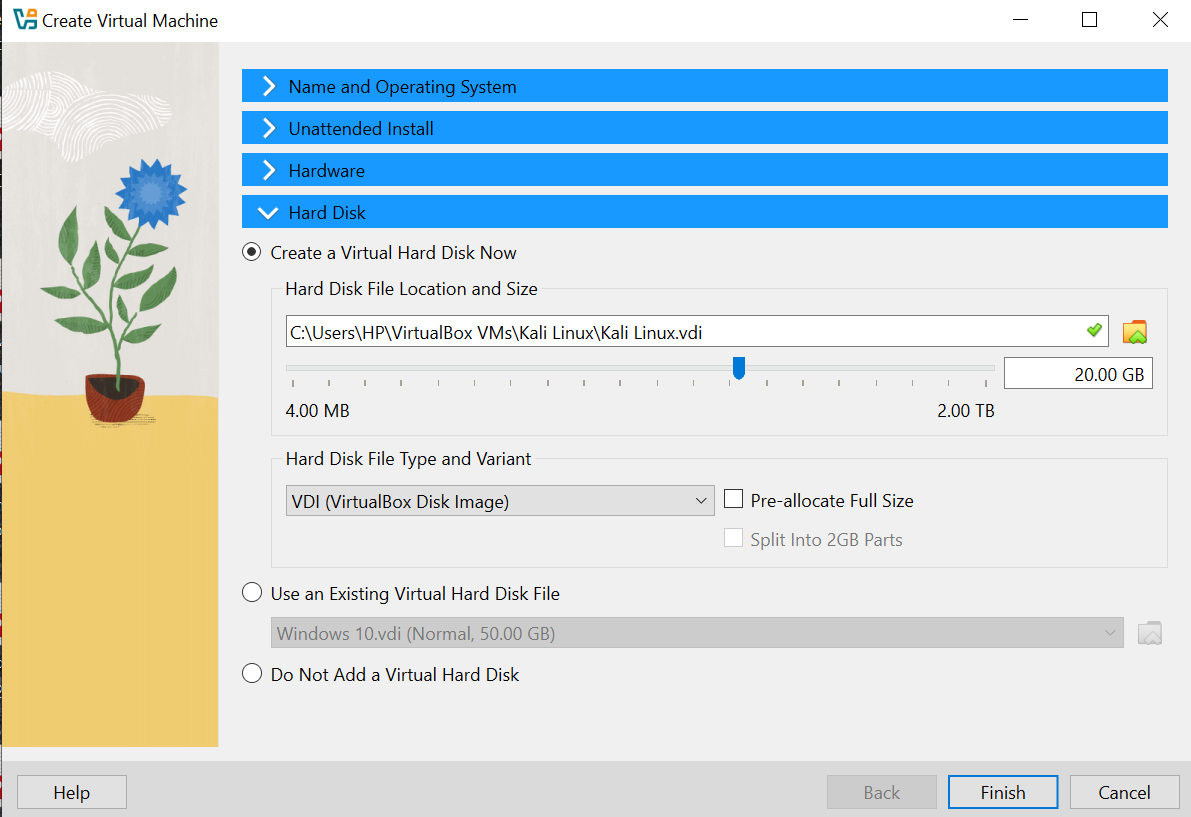 Create Virtual Machine
Name and Operating System
Unattended Install
Hardware
Hard Disk
Create a Virtual Hard Disk Now
Hard Disk File Location and Size
C:\Users\HP\VirtualBox VMs\Kali Linux\Kali Linux.vdi
20.00 GB
4.00 MB 2.00 TB
Hard Disk File Type and Variant
VDI (VirtualBox Disk Image) Pre-allocate Full Size
Split Into 2GB Parts
Use an Existing Virtual Hard Disk File
Windows 10.vdi (Normal, 50.00 GB)
Do Not Add a Virtual Hard Disk
Help Back Finish Cancel